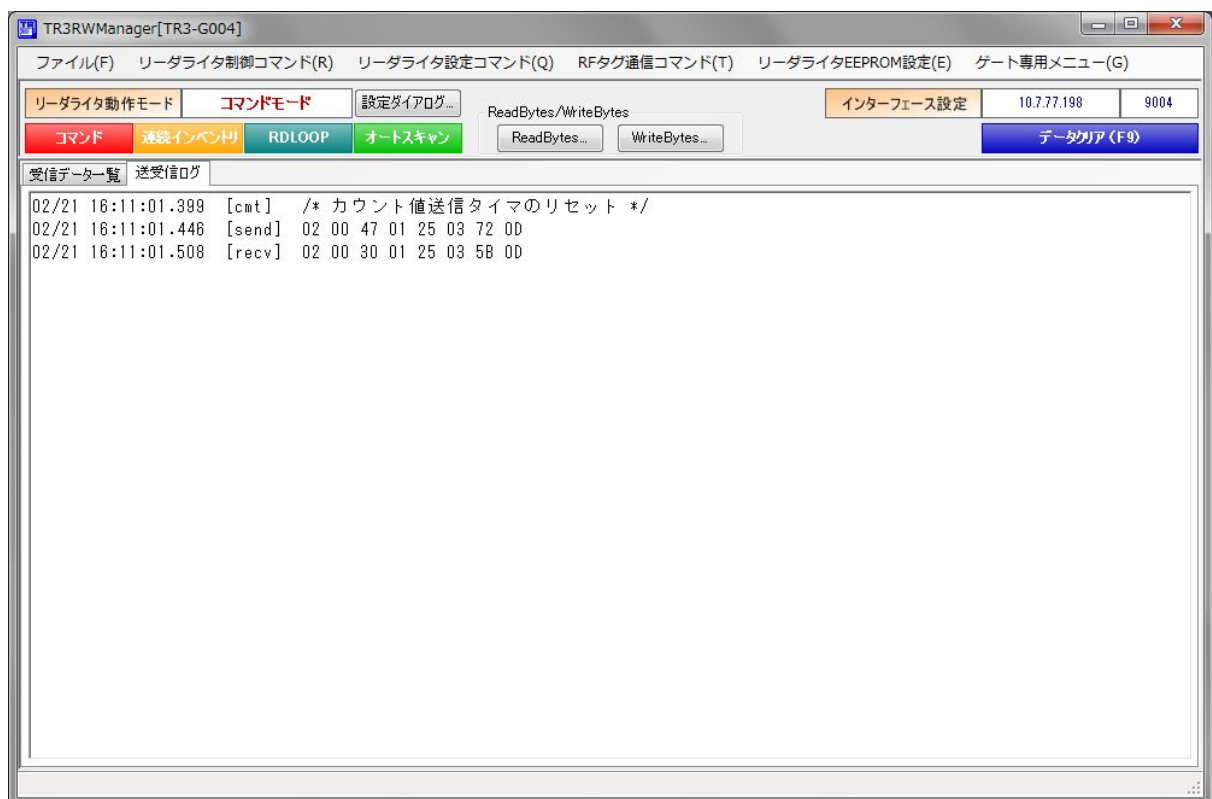 TR3RWManager[TR3-G004]
ファイル(F) リーダライタ制御コマンド(R) リーダライタ設定コマンド(Q) RFタグ通信コマンド(T) リーダライタEEPROM設定(E) ゲート専用メニュー(G)
リーダライタ動作モード コマンドモード 設定ダイアログ... ReadBytes/WriteBytes インターフェース設定 10.7.77.198 9004
コマンド 連続インベントリ RDLOOP オートスキャン ReadBytes... WriteBytes... データクリア (F9)
受信データ一覧 送受信ログ
02/21 16:11:01.399 [cmt] /* カウント値送信タイマのリセット */
02/21 16:11:01.446 [send] 02 00 47 01 25 03 72 0D
02/21 16:11:01.508 [recv] 02 00 30 01 25 03 5B 0D